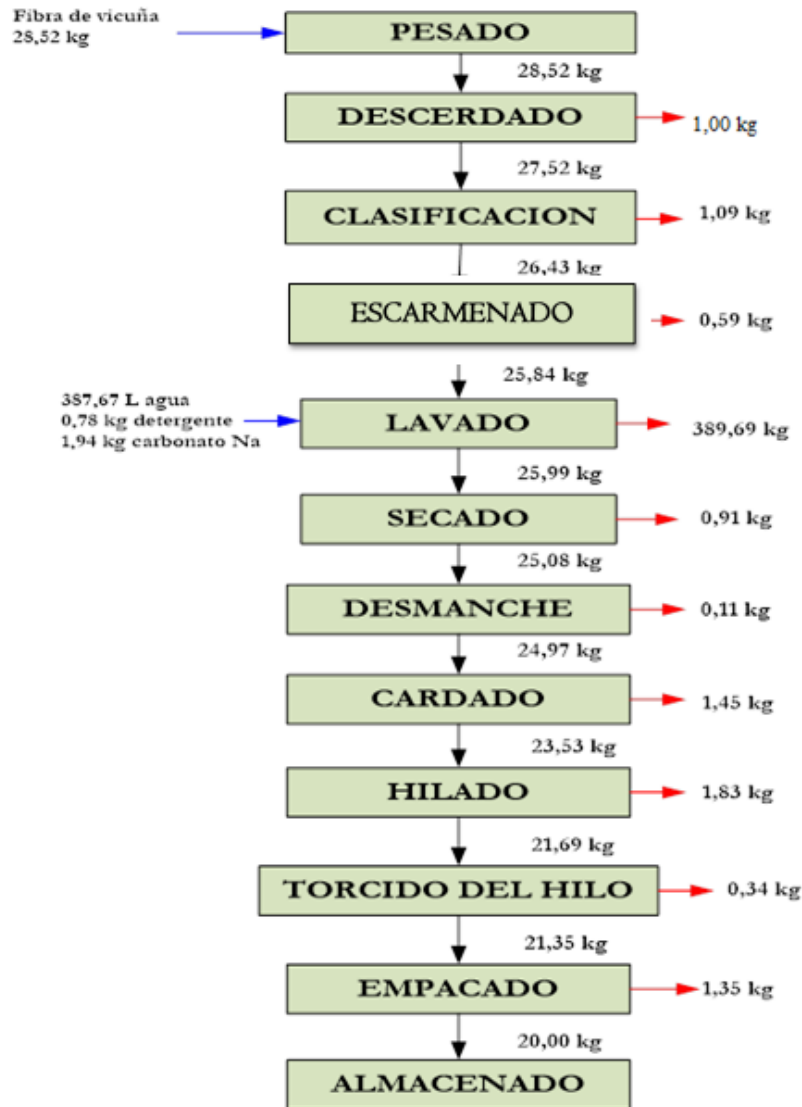 Fibra de vicuña
28,52 kg
PESADO
28,52 kg
DESCERDADO
1,00 kg
27,52 kg
CLASIFICACION
1,09 kg
26,43 kg
ESCARMENADO
0,59 kg
25,84 kg
387,67 L agua
0,78 kg detergente
1,94 kg carbonato Na
LAVADO
389,69 kg
25,99 kg
SECADO
0,91 kg
25,08 kg
DESMANCHE
0,11 kg
24,97 kg
CARDADO
1,45 kg
23,53 kg
HILADO
1,83 kg
21,69 kg
TORCIDO DEL HILO
0,34 kg
21,35 kg
EMPACADO
1,35 kg
20,00 kg
ALMACENADO